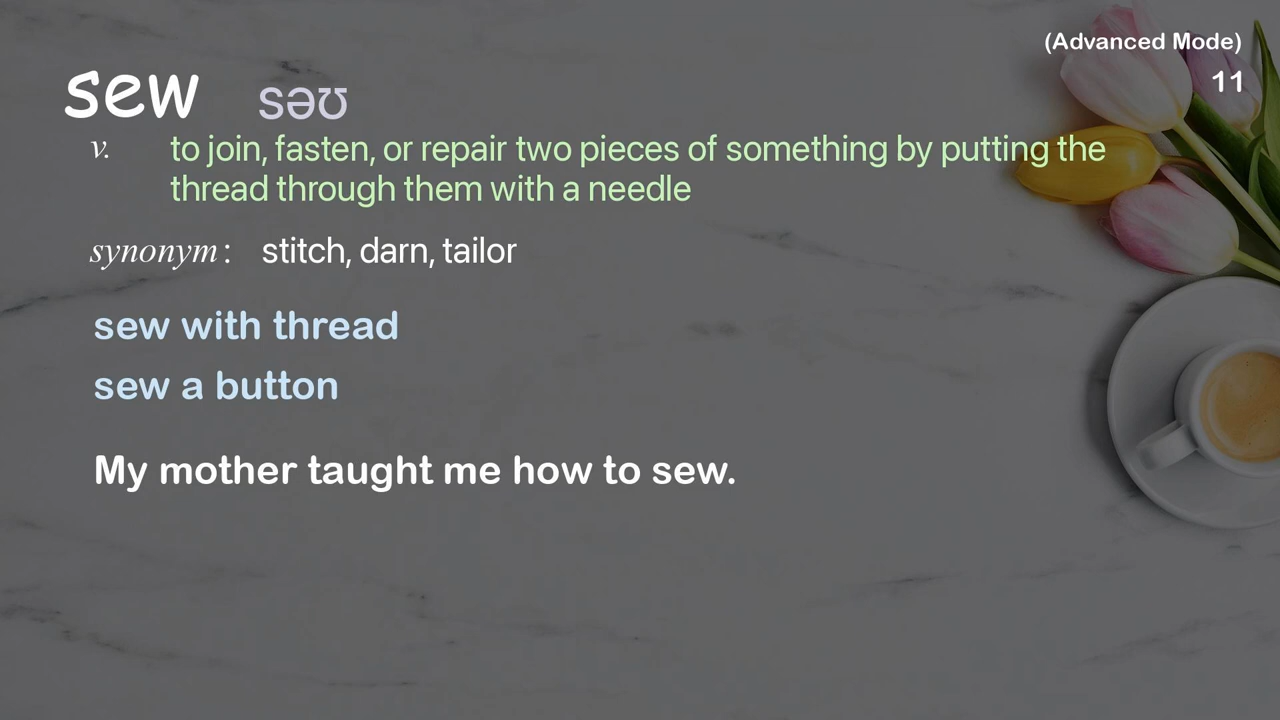 (Advanced Mode)
11
sew səʊ
v. to join, fasten, or repair two pieces of something by putting the
thread through them with a needle
synonym: stitch, darn, tailor
sew with thread
sew a button
My mother taught me how to sew.